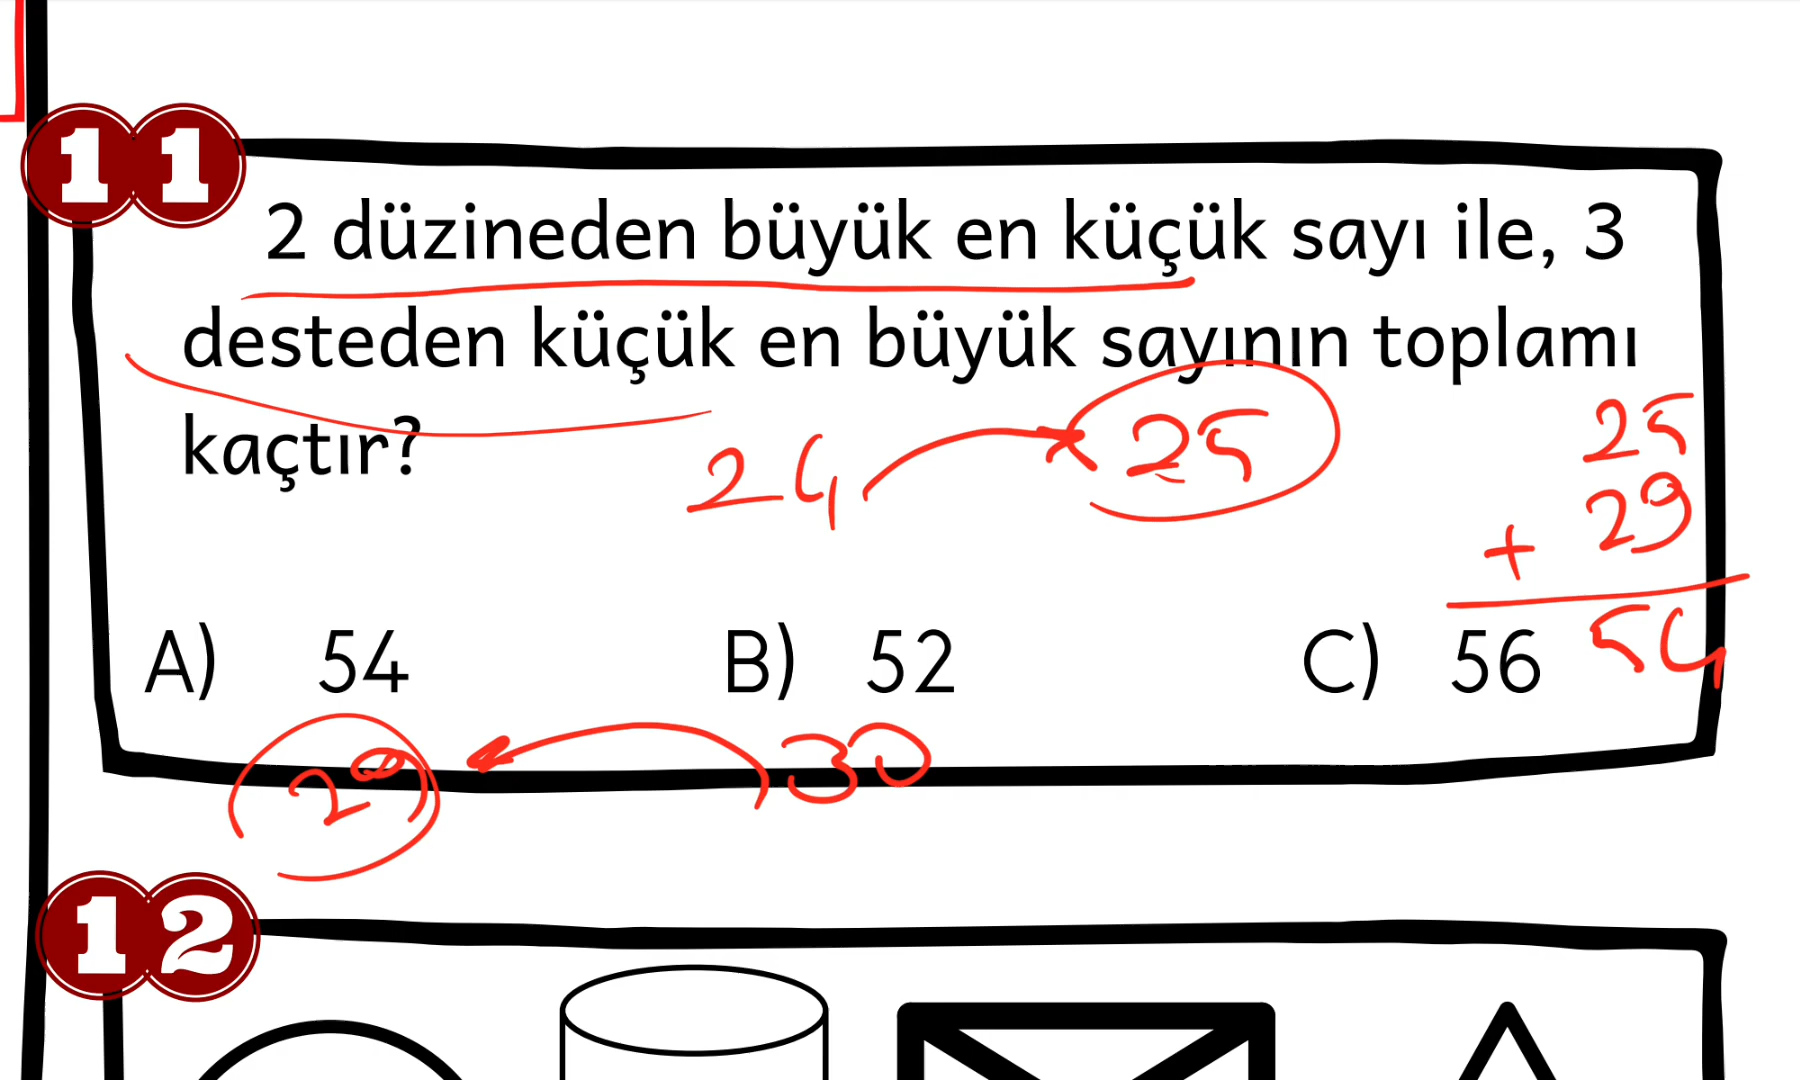 11
2 düzineden büyük en küçük sayı ile, 3
desteden küçük en büyük sayının toplamı
kaçtır?
24 25
25
29
+
54
A) 54 B) 52 C) 56
29 30
12